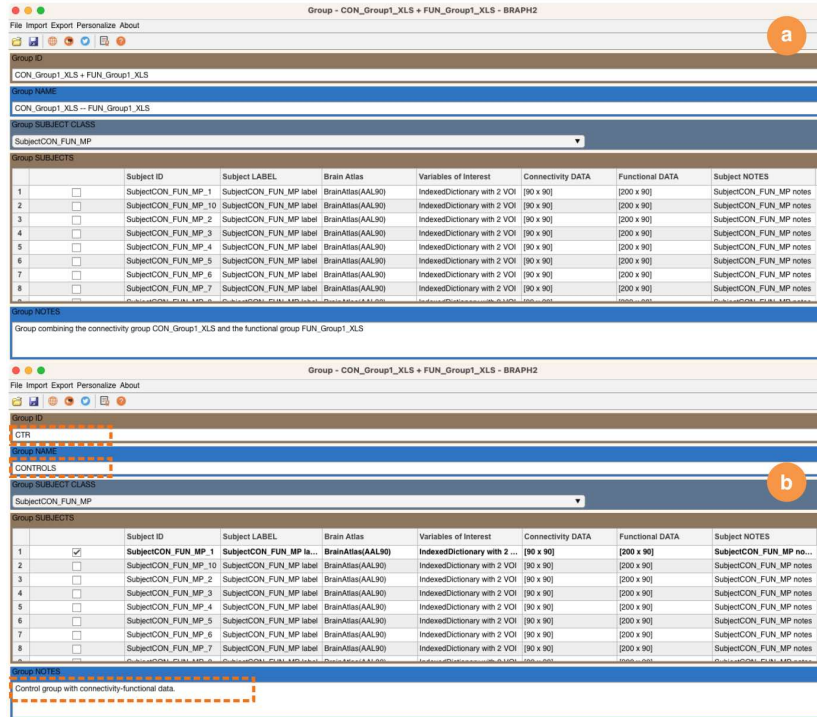 Group - CON_Group1_XLS + FUN_Group1_XLS - BRAPH2
File Import Export Personalize About
a
Group ID
CON_Group1_XLS + FUN_Group1_XLS
Group NAME
CON_Group1_XLS -- FUN_Group1_XLS
Group SUBJECT CLASS
SubjectCON_FUN_MP
Group SUBJECTS
Subject ID Subject LABEL Brain Atlas Variables of Interest Connectivity DATA Functional DATA Subject NOTES
1 SubjectCON_FUN_MP_1 SubjectCON_FUN_MP label BrainAtlas(AAL90) IndexedDictionary with 2 VOI [90 x 90] [200 x 90] SubjectCON_FUN_MP notes
2 SubjectCON_FUN_MP_10 SubjectCON_FUN_MP label BrainAtlas(AAL90) IndexedDictionary with 2 VOI [90 x 90] [200 x 90] SubjectCON_FUN_MP notes
3 SubjectCON_FUN_MP_2 SubjectCON_FUN_MP label BrainAtlas(AAL90) IndexedDictionary with 2 VOI [90 x 90] [200 x 90] SubjectCON_FUN_MP notes
4 SubjectCON_FUN_MP_3 SubjectCON_FUN_MP label BrainAtlas(AAL90) IndexedDictionary with 2 VOI [90 x 90] [200 x 90] SubjectCON_FUN_MP notes
5 SubjectCON_FUN_MP_4 SubjectCON_FUN_MP label BrainAtlas(AAL90) IndexedDictionary with 2 VOI [90 x 90] [200 x 90] SubjectCON_FUN_MP notes
6 SubjectCON_FUN_MP_5 SubjectCON_FUN_MP label BrainAtlas(AAL90) IndexedDictionary with 2 VOI [90 x 90] [200 x 90] SubjectCON_FUN_MP notes
7 SubjectCON_FUN_MP_6 SubjectCON_FUN_MP label BrainAtlas(AAL90) IndexedDictionary with 2 VOI [90 x 90] [200 x 90] SubjectCON_FUN_MP notes
8 SubjectCON_FUN_MP_7 SubjectCON_FUN_MP label BrainAtlas(AAL90) IndexedDictionary with 2 VOI [90 x 90] [200 x 90] SubjectCON_FUN_MP notes
Group NOTES
Group combining the connectivity group CON_Group1_XLS and the functional group FUN_Group1_XLS
Group - CON_Group1_XLS + FUN_Group1_XLS - BRAPH2
File Import Export Personalize About
Group ID
CTR
Group NAME
CONTROLS
b
Group SUBJECT CLASS
SubjectCON_FUN_MP
Group SUBJECTS
Subject ID Subject LABEL Brain Atlas Variables of Interest Connectivity DATA Functional DATA Subject NOTES
1 SubjectCON_FUN_MP_1 SubjectCON_FUN_MP la... BrainAtlas(AAL90) IndexedDictionary with 2 ... [90 x 90] [200 x 90] SubjectCON_FUN_MP no...
2 SubjectCON_FUN_MP_10 SubjectCON_FUN_MP label BrainAtlas(AAL90) IndexedDictionary with 2 VOI [90 x 90] [200 x 90] SubjectCON_FUN_MP notes
3 SubjectCON_FUN_MP_2 SubjectCON_FUN_MP label BrainAtlas(AAL90) IndexedDictionary with 2 VOI [90 x 90] [200 x 90] SubjectCON_FUN_MP notes
4 SubjectCON_FUN_MP_3 SubjectCON_FUN_MP label BrainAtlas(AAL90) IndexedDictionary with 2 VOI [90 x 90] [200 x 90] SubjectCON_FUN_MP notes
5 SubjectCON_FUN_MP_4 SubjectCON_FUN_MP label BrainAtlas(AAL90) IndexedDictionary with 2 VOI [90 x 90] [200 x 90] SubjectCON_FUN_MP notes
6 SubjectCON_FUN_MP_5 SubjectCON_FUN_MP label BrainAtlas(AAL90) IndexedDictionary with 2 VOI [90 x 90] [200 x 90] SubjectCON_FUN_MP notes
7 SubjectCON_FUN_MP_6 SubjectCON_FUN_MP label BrainAtlas(AAL90) IndexedDictionary with 2 VOI [90 x 90] [200 x 90] SubjectCON_FUN_MP notes
8 SubjectCON_FUN_MP_7 SubjectCON_FUN_MP label BrainAtlas(AAL90) IndexedDictionary with 2 VOI [90 x 90] [200 x 90] SubjectCON_FUN_MP notes
Group NOTES
Control group with connectivity-functional data.